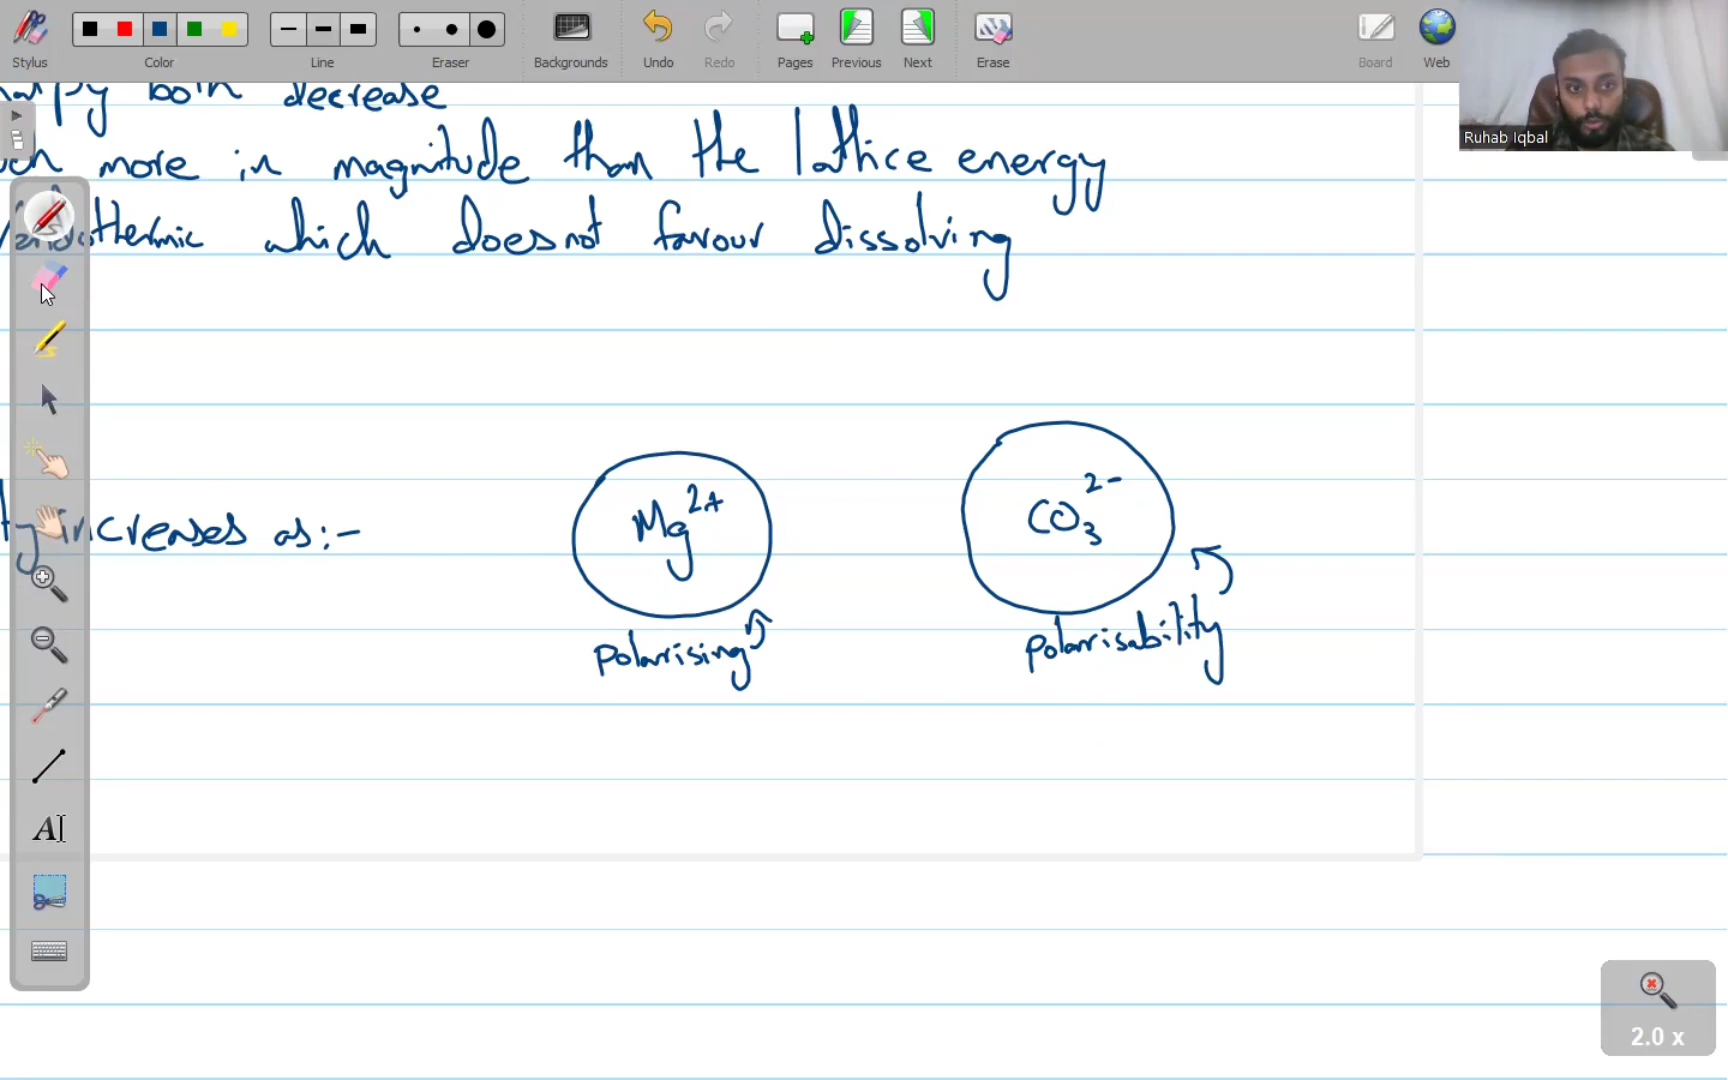 Stylus
Color
Line
Eraser
Backgrounds
Undo
Redo
Pages
Previous
Next
Erase
Board
Web
Ruhab Iqbal
both decrease
more in magnitude than the lattice energy
which does not favour dissolving
increases as:-
Mg2+
CO3 2-
polarising
polarisability
2.0 x